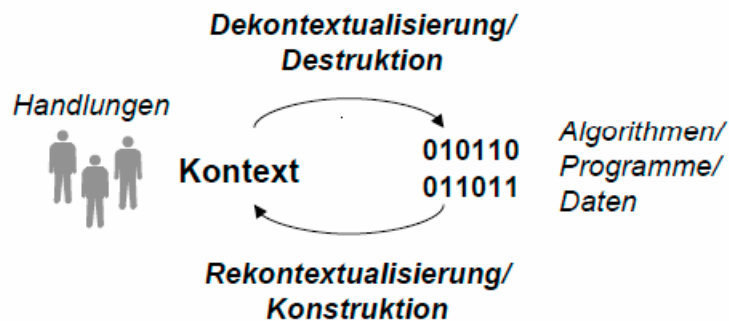 Dekontextualisierung/
Destruktion
Handlungen
Kontext
010110
011011
Algorithmen/
Programme/
Daten
Rekontextualisierung/
Konstruktion